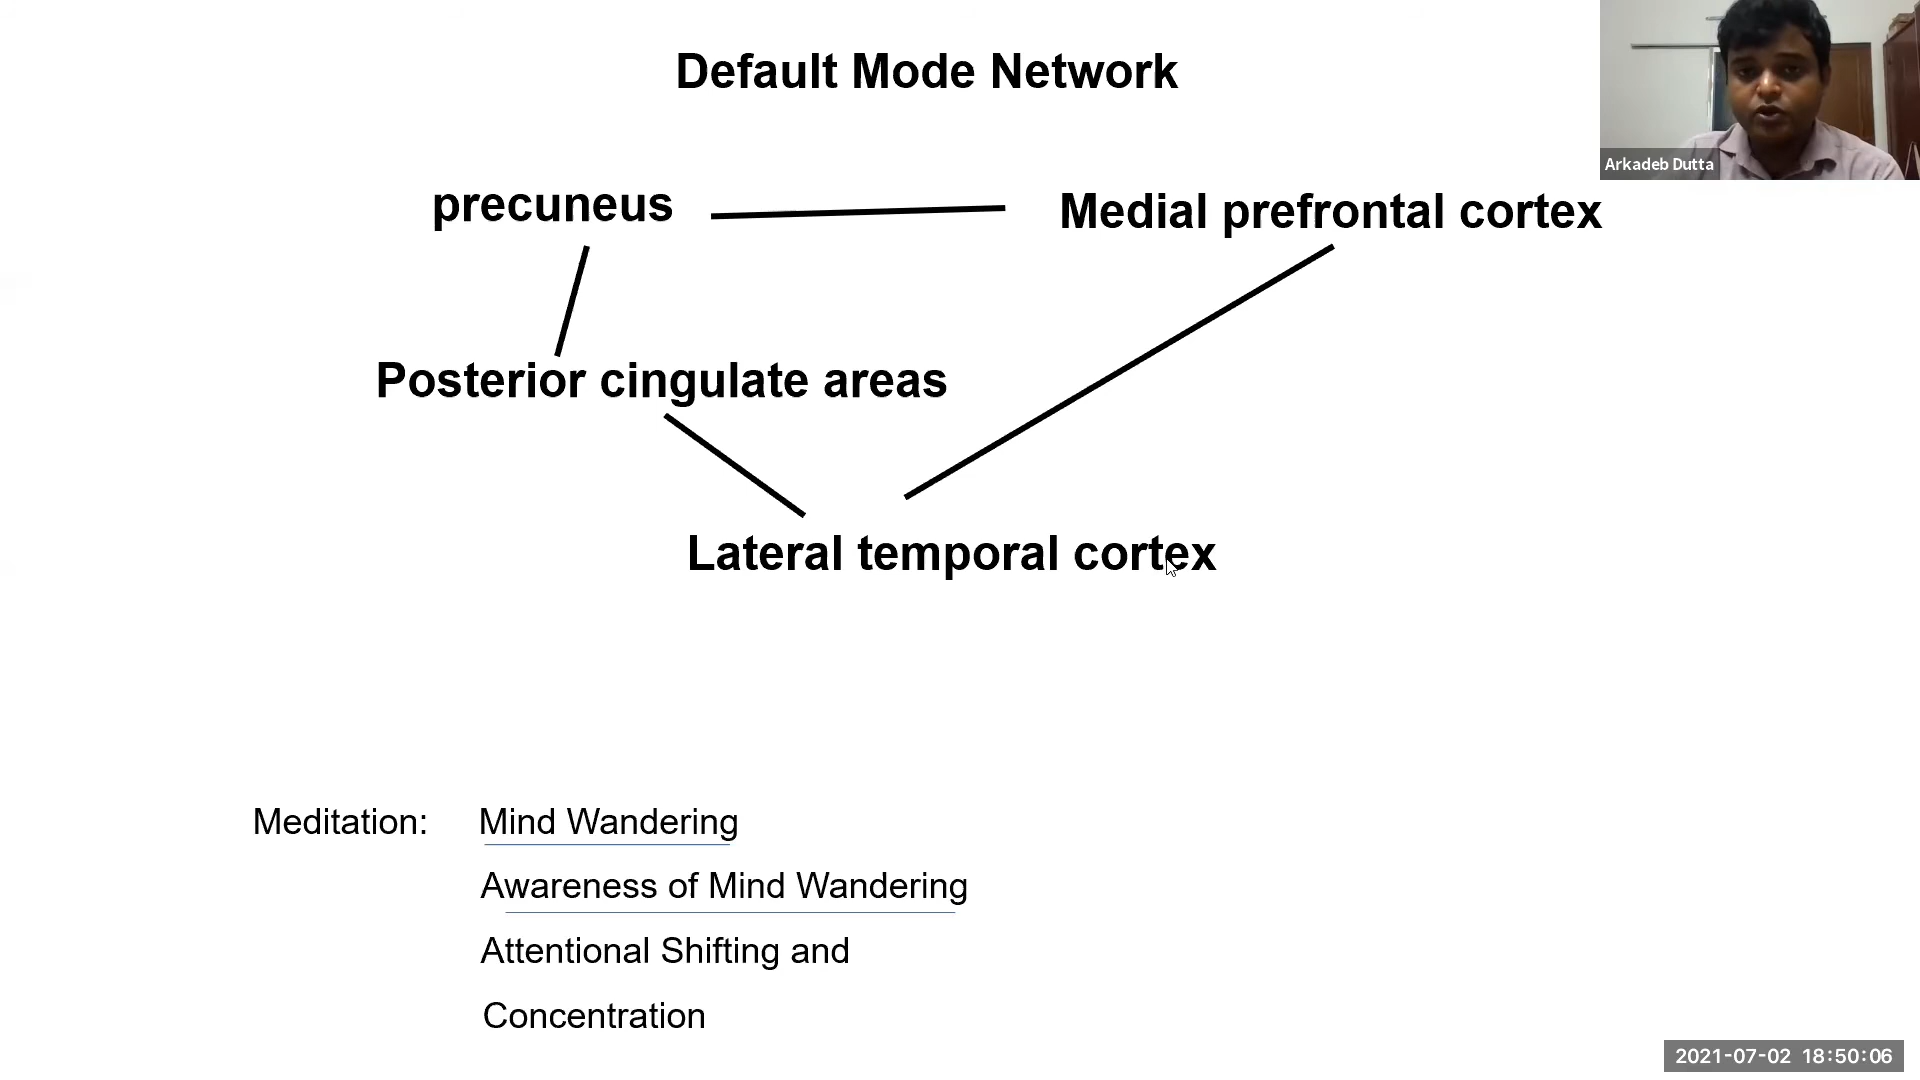 Default Mode Network
Arkadeb Dutta
precuneus
Medial prefrontal cortex
Posterior cingulate areas
Lateral temporal cortex
Meditation: Mind Wandering
Awareness of Mind Wandering
Attentional Shifting and
Concentration
2021-07-02 18:50:06